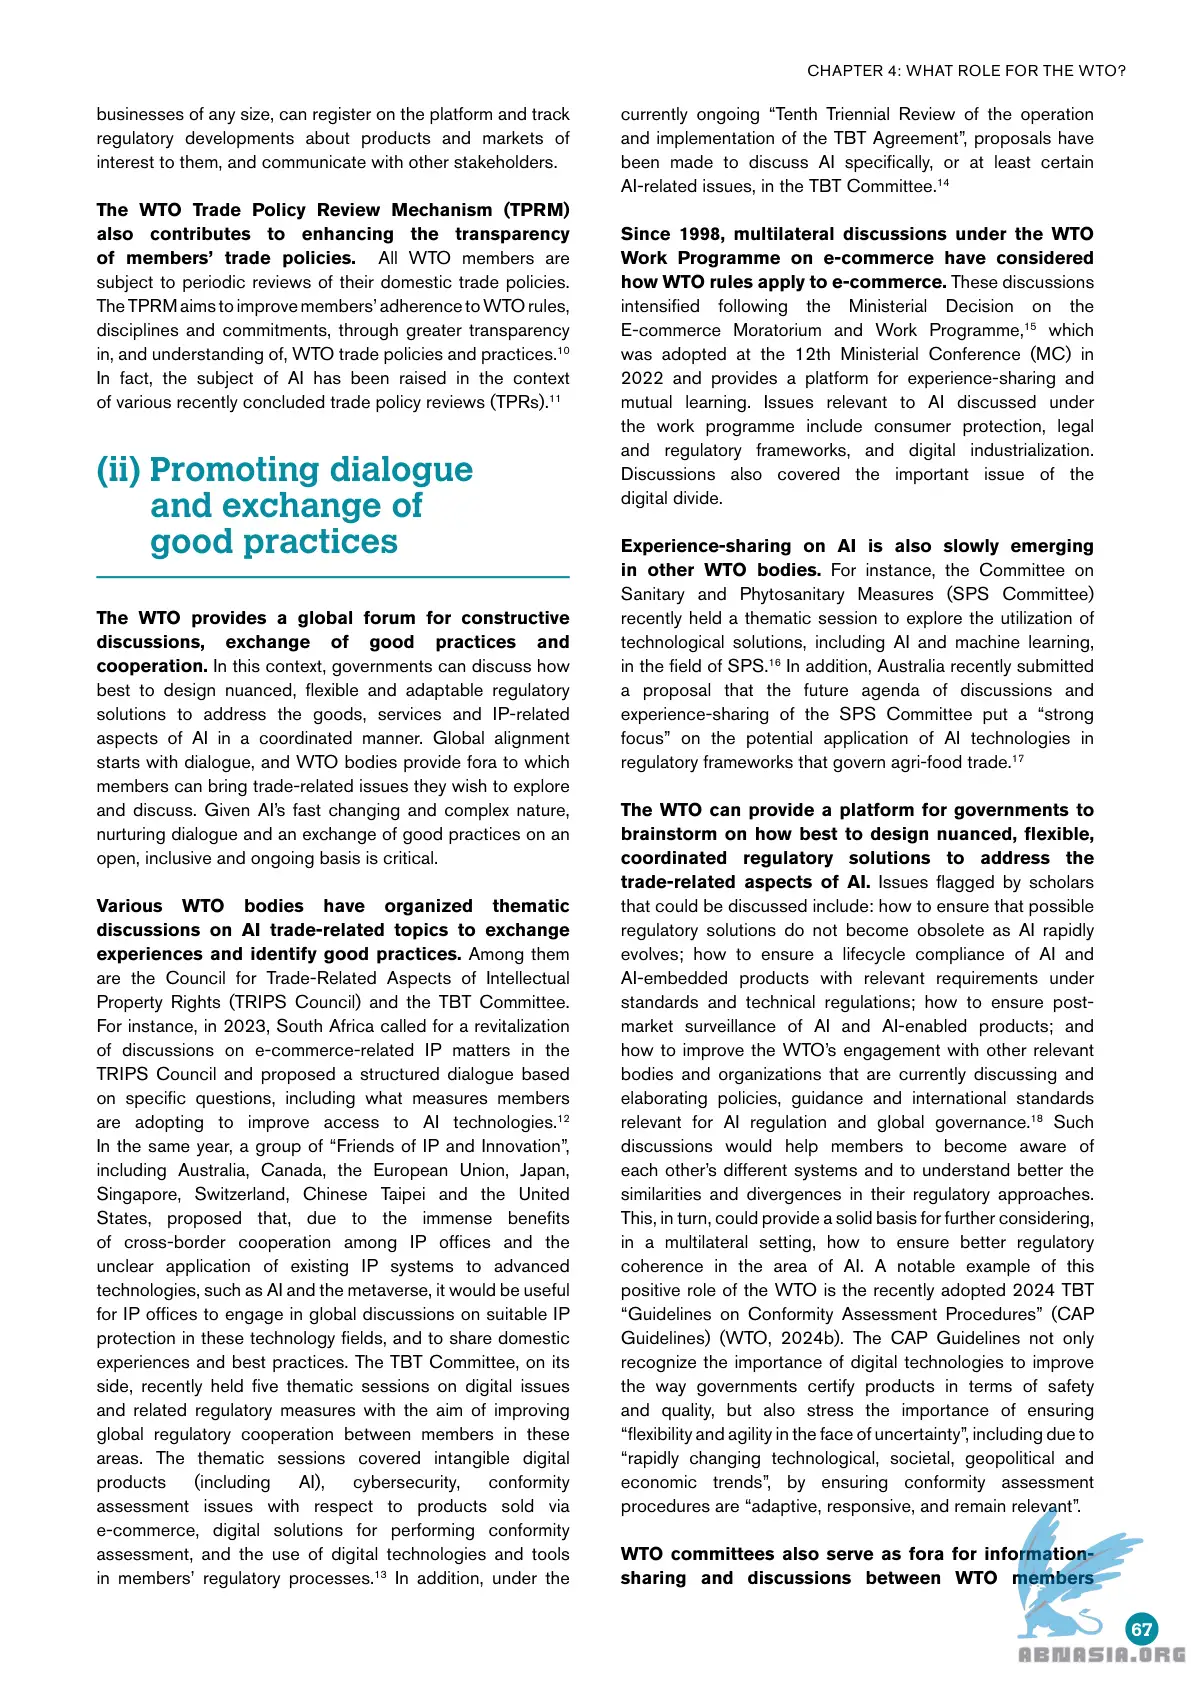 CHAPTER 4: WHAT ROLE FOR THE WTO?
businesses of any size, can register on the platform and track
regulatory developments about products and markets of
interest to them, and communicate with other stakeholders.
The WTO Trade Policy Review Mechanism (TPRM)
also contributes to enhancing the transparency
of members’ trade policies. All WTO members are
subject to periodic reviews of their domestic trade policies.
The TPRM aims to improve members’ adherence to WTO rules,
disciplines and commitments, through greater transparency
in, and understanding of, WTO trade policies and practices.¹⁰
In fact, the subject of AI has been raised in the context
of various recently concluded trade policy reviews (TPRs).¹¹
(ii) Promoting dialogue
and exchange of
good practices
The WTO provides a global forum for constructive
discussions, exchange of good practices and
cooperation. In this context, governments can discuss how
best to design nuanced, flexible and adaptable regulatory
solutions to address the goods, services and IP-related
aspects of AI in a coordinated manner. Global alignment
starts with dialogue, and WTO bodies provide fora to which
members can bring trade-related issues they wish to explore
and discuss. Given AI’s fast changing and complex nature,
nurturing dialogue and an exchange of good practices on an
open, inclusive and ongoing basis is critical.
Various WTO bodies have organized thematic
discussions on AI trade-related topics to exchange
experiences and identify good practices. Among them
are the Council for Trade-Related Aspects of Intellectual
Property Rights (TRIPS Council) and the TBT Committee.
For instance, in 2023, South Africa called for a revitalization
of discussions on e-commerce-related IP matters in the
TRIPS Council and proposed a structured dialogue based
on specific questions, including what measures members
are adopting to improve access to AI technologies.¹²
In the same year, a group of “Friends of IP and Innovation”,
including Australia, Canada, the European Union, Japan,
Singapore, Switzerland, Chinese Taipei and the United
States, proposed that, due to the immense benefits
of cross-border cooperation among IP offices and the
unclear application of existing IP systems to advanced
technologies, such as AI and the metaverse, it would be useful
for IP offices to engage in global discussions on suitable IP
protection in these technology fields, and to share domestic
experiences and best practices. The TBT Committee, on its
side, recently held five thematic sessions on digital issues
and related regulatory measures with the aim of improving
global regulatory cooperation between members in these
areas. The thematic sessions covered intangible digital
products (including AI), cybersecurity, conformity
assessment issues with respect to products sold via
e-commerce, digital solutions for performing conformity
assessment, and the use of digital technologies and tools
in members’ regulatory processes.¹³ In addition, under the
currently ongoing “Tenth Triennial Review of the operation
and implementation of the TBT Agreement”, proposals have
been made to discuss AI specifically, or at least certain
AI-related issues, in the TBT Committee.¹⁴
Since 1998, multilateral discussions under the WTO
Work Programme on e-commerce have considered
how WTO rules apply to e-commerce. These discussions
intensified following the Ministerial Decision on the
E-commerce Moratorium and Work Programme,¹⁵ which
was adopted at the 12th Ministerial Conference (MC) in
2022 and provides a platform for experience-sharing and
mutual learning. Issues relevant to AI discussed under
the work programme include consumer protection, legal
and regulatory frameworks, and digital industrialization.
Discussions also covered the important issue of the
digital divide.
Experience-sharing on AI is also slowly emerging
in other WTO bodies. For instance, the Committee on
Sanitary and Phytosanitary Measures (SPS Committee)
recently held a thematic session to explore the utilization of
technological solutions, including AI and machine learning,
in the field of SPS.¹⁶ In addition, Australia recently submitted
a proposal that the future agenda of discussions and
experience-sharing of the SPS Committee put a “strong
focus” on the potential application of AI technologies in
regulatory frameworks that govern agri-food trade.¹⁷
The WTO can provide a platform for governments to
brainstorm on how best to design nuanced, flexible,
coordinated regulatory solutions to address the
trade-related aspects of AI. Issues flagged by scholars
that could be discussed include: how to ensure that possible
regulatory solutions do not become obsolete as AI rapidly
evolves; how to ensure a lifecycle compliance of AI and
AI-embedded products with relevant requirements under
standards and technical regulations; how to ensure post-
market surveillance of AI and AI-enabled products; and
how to improve the WTO’s engagement with other relevant
bodies and organizations that are currently discussing and
elaborating policies, guidance and international standards
relevant for AI regulation and global governance.¹⁸ Such
discussions would help members to become aware of
each other’s different systems and to understand better the
similarities and divergences in their regulatory approaches.
This, in turn, could provide a solid basis for further considering,
in a multilateral setting, how to ensure better regulatory
coherence in the area of AI. A notable example of this
positive role of the WTO is the recently adopted 2024 TBT
“Guidelines on Conformity Assessment Procedures” (CAP
Guidelines) (WTO, 2024b). The CAP Guidelines not only
recognize the importance of digital technologies to improve
the way governments certify products in terms of safety
and quality, but also stress the importance of ensuring
“flexibility and agility in the face of uncertainty”, including due to
“rapidly changing technological, societal, geopolitical and
economic trends”, by ensuring conformity assessment
procedures are “adaptive, responsive, and remain relevant”.
WTO committees also serve as fora for information-
sharing and discussions between WTO members
67
ABNASIA.ORG